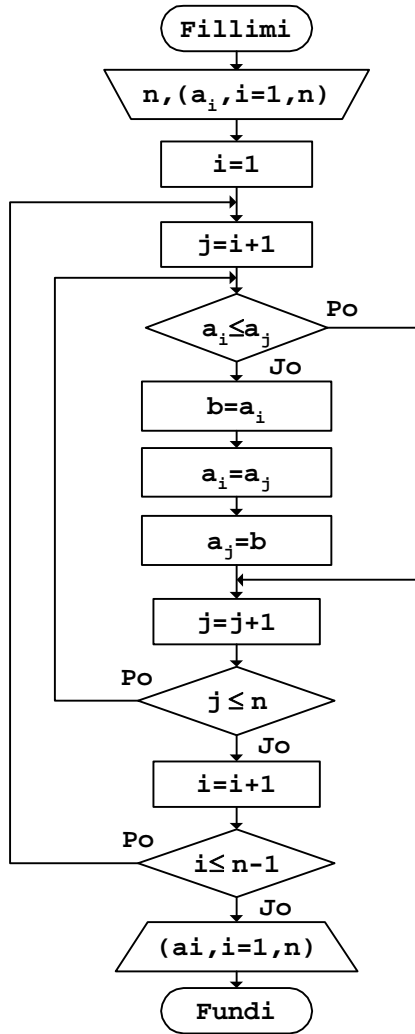 Fillimi
n,(aᵢ,i=1,n)
i=1
j=i+1
aᵢ≤aⱼ
Po
Jo
b=aᵢ
aᵢ=aⱼ
aⱼ=b
j=j+1
Po
j≤n
Jo
i=i+1
Po
i≤n-1
Jo
(ai,i=1,n)
Fundi